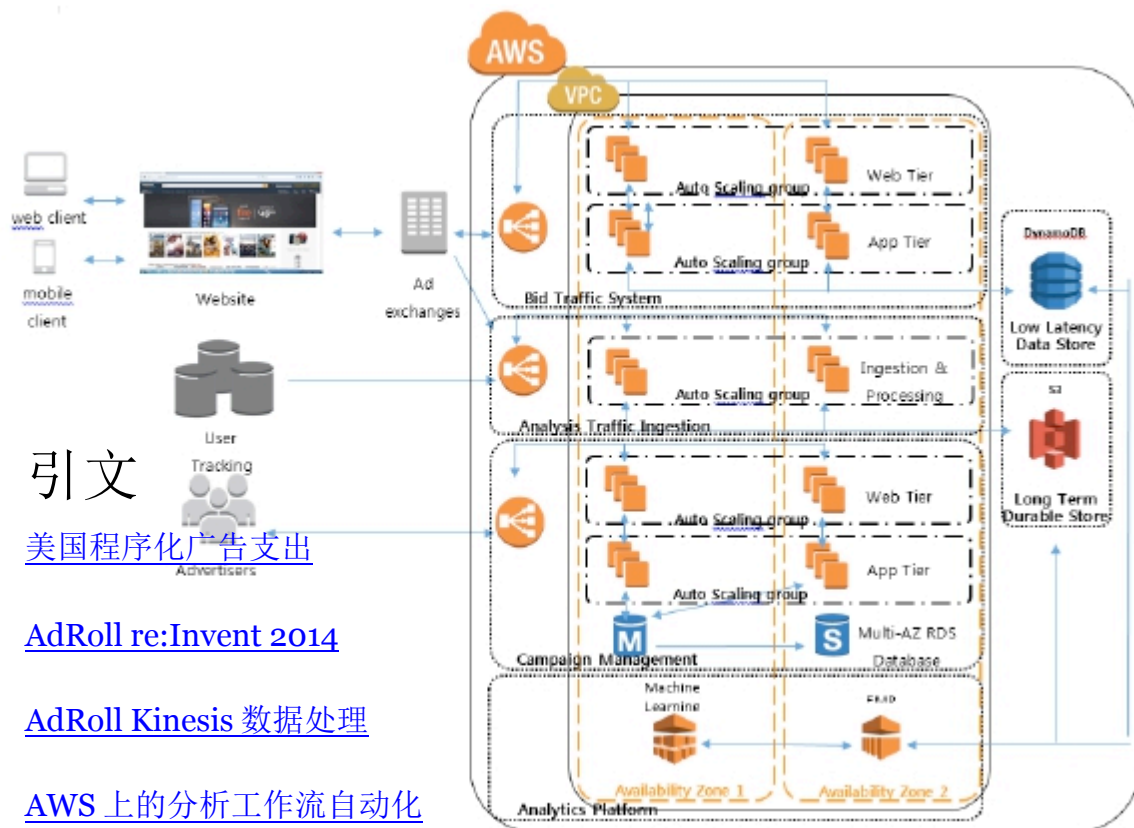 AWS
VPC
web client
mobile
client
Website
Ad
exchanges
Web Tier
Auto Scaling group
App Tier
Auto Scaling group
Bid Traffic System
DynamoDB
Low Latency
Data Store
Ingestion &
Processing
Auto Scaling group
Analysis Traffic Ingestion
S3
Long Term
Durable Store
User
Tracking
Advertisers
Web Tier
Auto Scaling group
App Tier
Auto Scaling group
M
S
Multi-AZ RDS
Database
Campaign Management
Machine
Learning
Availability Zone 1
Availability Zone 2
Analytics Platform
引文
美国程序化广告支出
AdRoll re:Invent 2014
AdRoll Kinesis 数据处理
AWS 上的分析工作流自动化